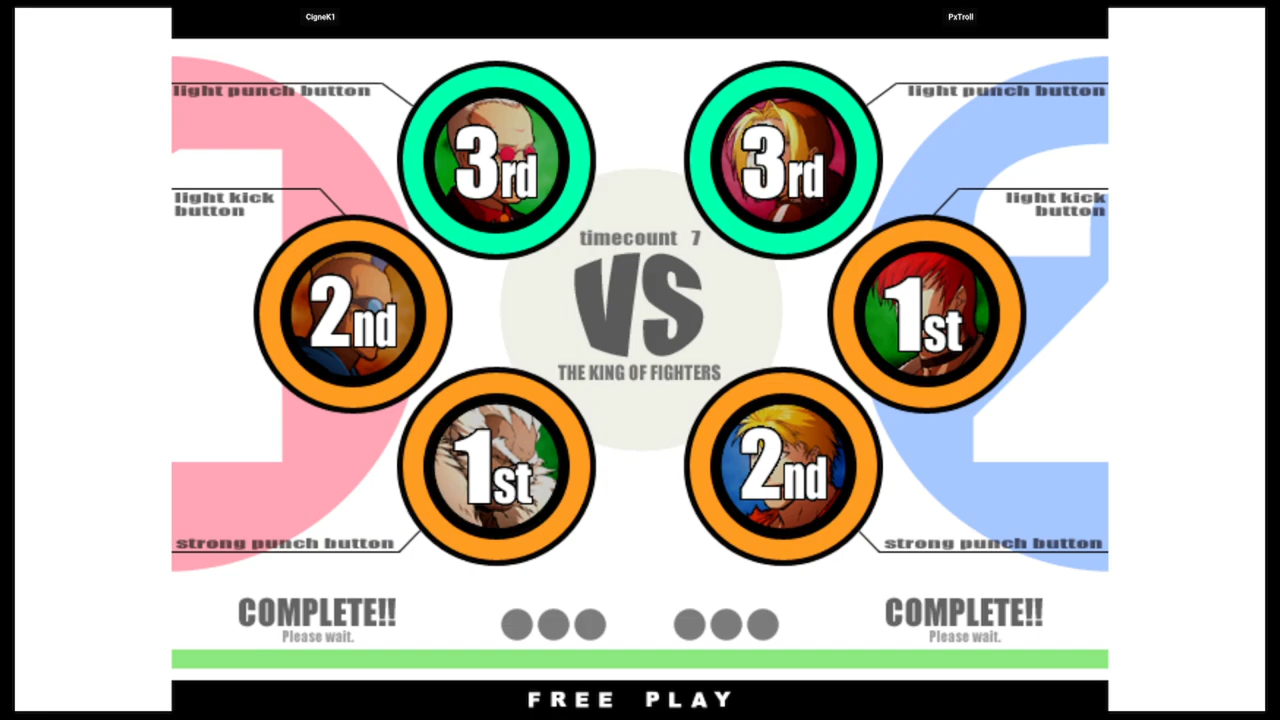 CigneK1
PxTroll
light punch button
3rd
3rd
light punch button
light kick
button
light kick
button
timecount 7
VS
2nd
1st
THE KING OF FIGHTERS
1st
2nd
strong punch button
strong punch button
COMPLETE!!
Please wait.
COMPLETE!!
Please wait.
FREE PLAY